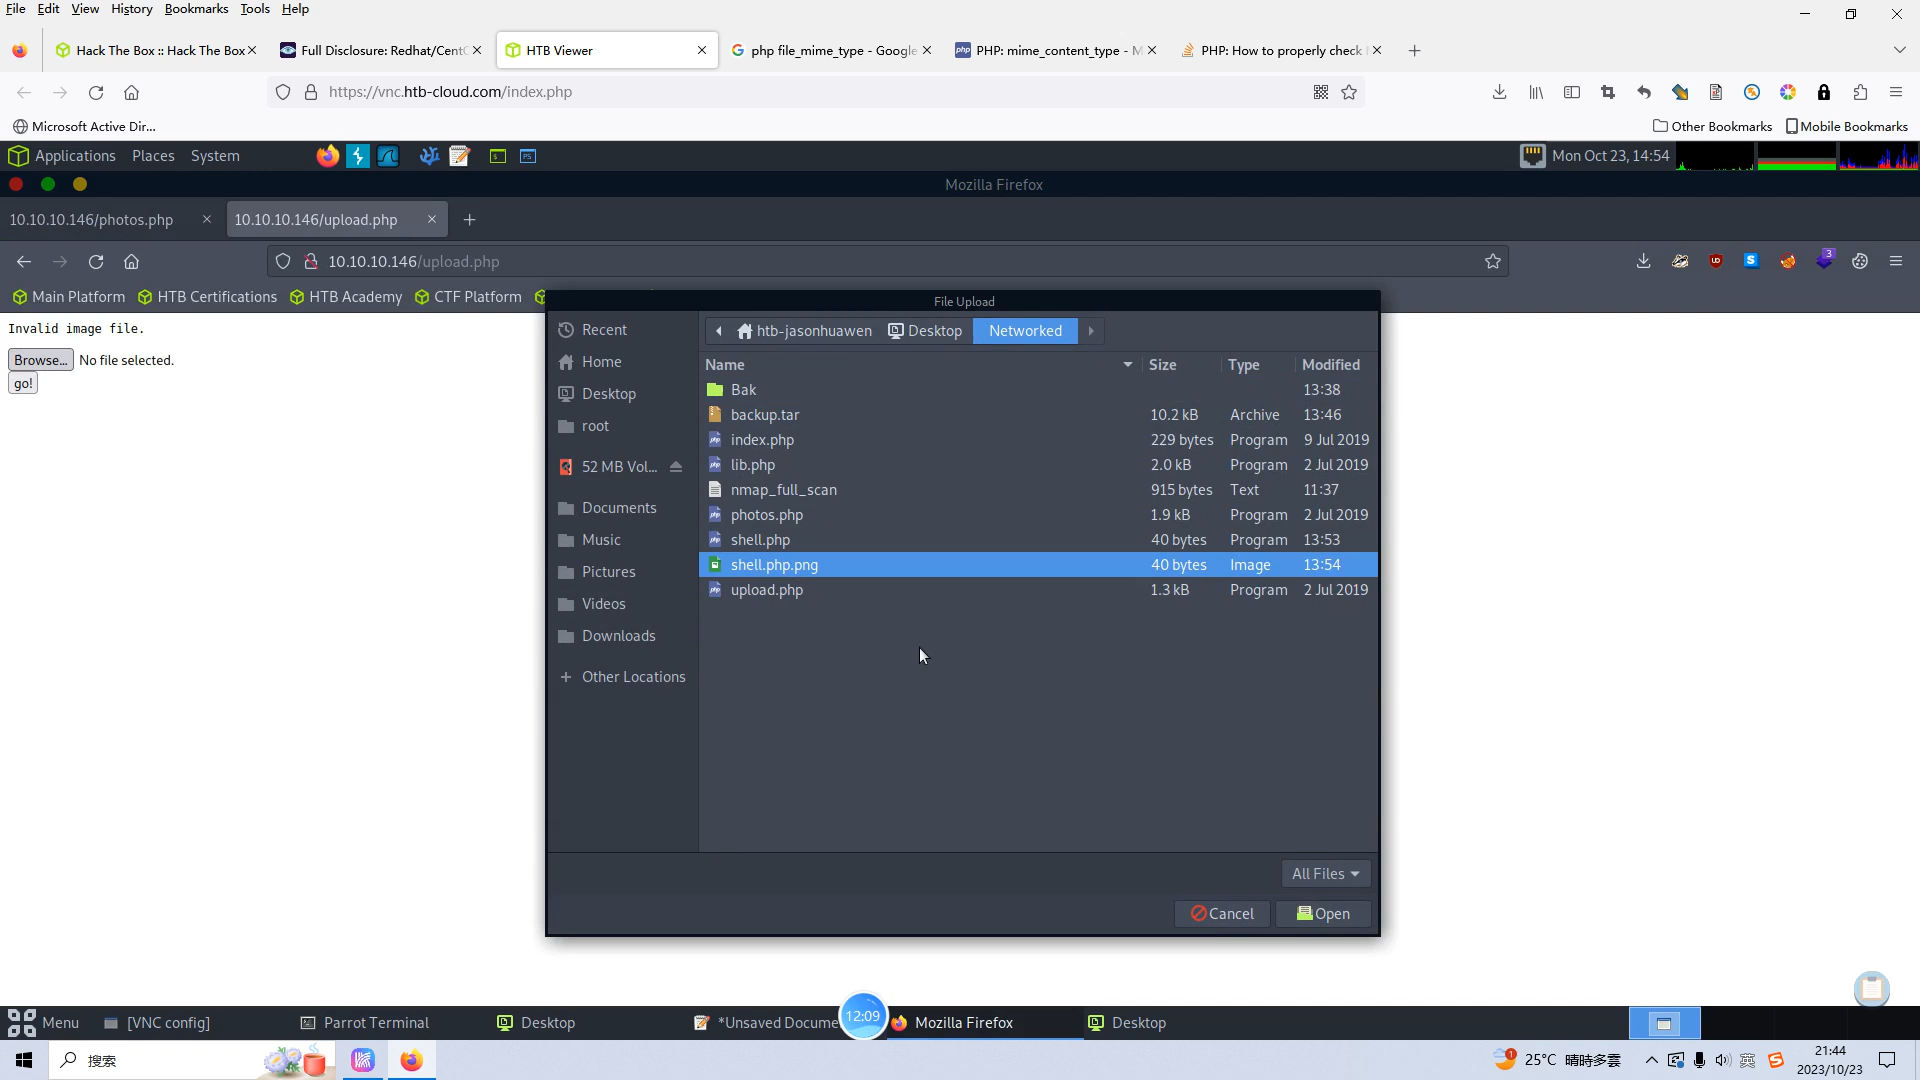 File Edit View History Bookmarks Tools Help
Hack The Box :: Hack The Box
Full Disclosure: Redhat/CentO
HTB Viewer
php file_mime_type - Google
PHP: mime_content_type - M
PHP: How to properly check
https://vnc.htb-cloud.com/index.php
Microsoft Active Dir...
Other Bookmarks
Mobile Bookmarks
Applications Places System
Mon Oct 23, 14:54
Mozilla Firefox
10.10.10.146/photos.php
10.10.10.146/upload.php
10.10.10.146/upload.php
3
Main Platform HTB Certifications HTB Academy CTF Platform
File Upload
Invalid image file.
Browse... No file selected.
go!
Recent
Home
Desktop
root
52 MB Vol...
Documents
Music
Pictures
Videos
Downloads
Other Locations
htb-jasonhuawen Desktop Networked
Name Size Type Modified
Bak 13:38
backup.tar 10.2 kB Archive 13:46
index.php 229 bytes Program 9 Jul 2019
lib.php 2.0 kB Program 2 Jul 2019
nmap_full_scan 915 bytes Text 11:37
photos.php 1.9 kB Program 2 Jul 2019
shell.php 40 bytes Program 13:53
shell.php.png 40 bytes Image 13:54
upload.php 1.3 kB Program 2 Jul 2019
All Files
Cancel Open
Menu [VNC config] Parrot Terminal Desktop *Unsaved Docume 12:09 Mozilla Firefox Desktop
搜索
1 25°C 晴時多雲 英
21:44
2023/10/23